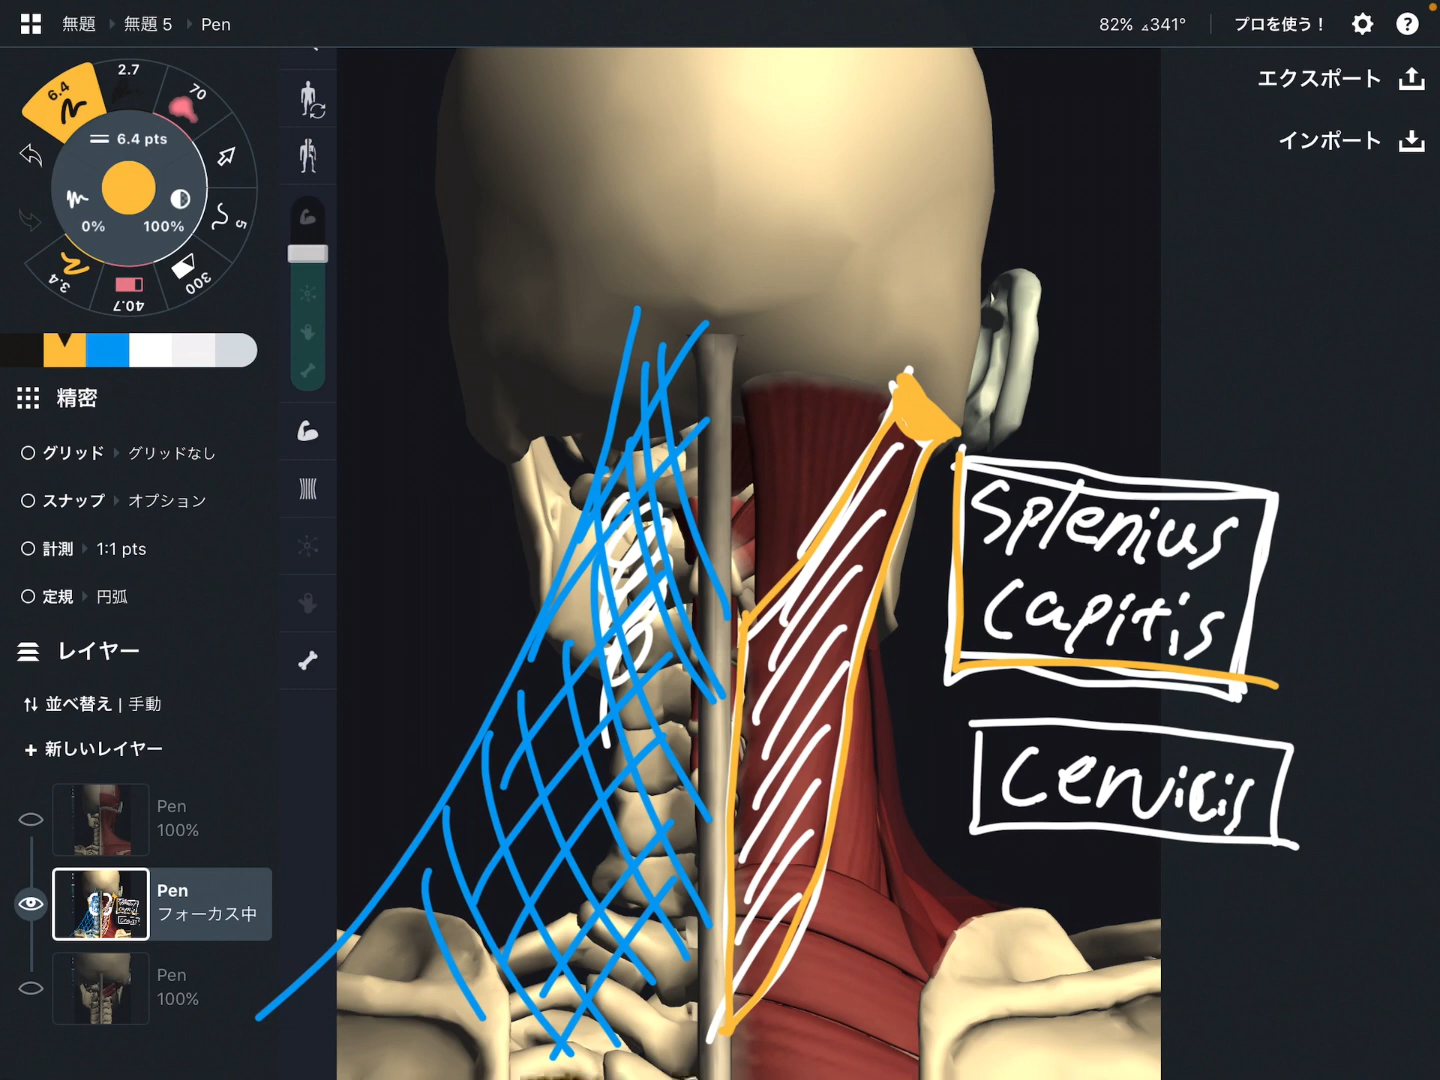 無題 無題 5 Pen
82% ⊿341°
プロを使う！
エクスポート
インポート
2.7
6.4
70
6.4 pts
0% 100%
5
3.4
40.7
300
精密
グリッド グリッドなし
スナップ オプション
計測 1:1 pts
定規 円弧
レイヤー
並べ替え | 手動
+ 新しいレイヤー
Pen
100%
Pen
フォーカス中
Pen
100%
Splenius
Capitis
Cervicis